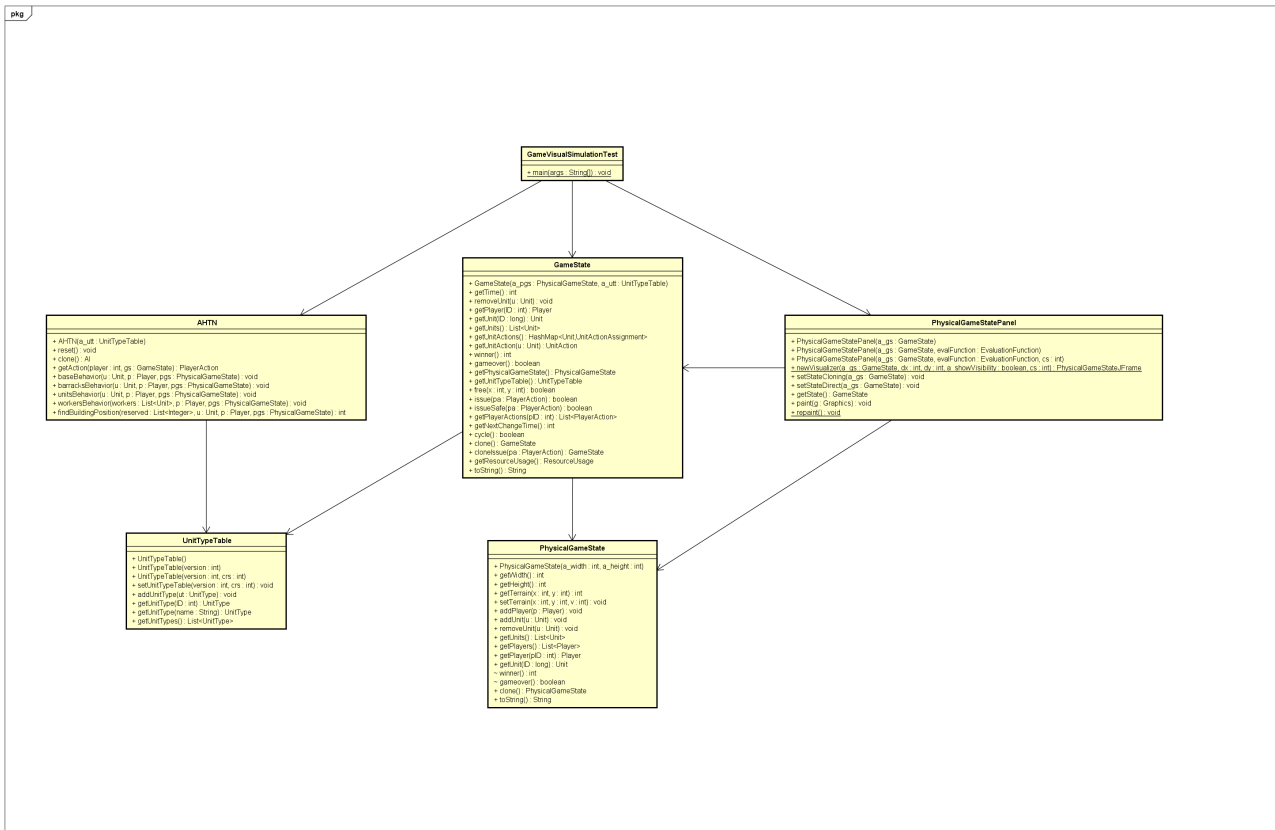 pkg
GameVisualSimulationTest
+ main(args : String[]) : void
GameState
+ GameState(a_pgs : PhysicalGameState, a_utt : UnitTypeTable)
+ getTime() : int
+ removeUnit(u : Unit) : void
+ getPlayer(ID : int) : Player
+ getUnit(ID : long) : Unit
+ getUnits() : List<Unit>
+ getUnitActions() : HashMap<Unit,UnitActionAssignment>
+ getUnitAction(u : Unit) : UnitAction
+ winner() : int
+ gameover() : boolean
+ getPhysicalGameState() : PhysicalGameState
+ getUnitTypeTable() : UnitTypeTable
+ free(x : int, y : int) : boolean
+ issue(pa : PlayerAction) : boolean
+ issueSafe(pa : PlayerAction) : boolean
+ getPlayerActions(pID : int) : List<PlayerAction>
+ getNextChangeTime() : int
+ cycle() : boolean
+ clone() : GameState
+ cloneIssue(pa : PlayerAction) : GameState
+ getResourceUsage() : ResourceUsage
+ toString() : String
AHTN
+ AHTN(a_utt : UnitTypeTable)
+ reset() : void
+ clone() : AI
+ getAction(player : int, gs : GameState) : PlayerAction
+ baseBehavior(u : Unit, p : Player, pgs : PhysicalGameState) : void
+ barracksBehavior(u : Unit, p : Player, pgs : PhysicalGameState) : void
+ unitsBehavior(u : Unit, p : Player, pgs : PhysicalGameState) : void
+ workersBehavior(workers : List<Unit>, p : Player, pgs : PhysicalGameState) : void
+ findBuildingPosition(reserved : List<Integer>, u : Unit, p : Player, pgs : PhysicalGameState) : int
PhysicalGameStatePanel
+ PhysicalGameStatePanel(a_gs : GameState)
+ PhysicalGameStatePanel(a_gs : GameState, evalFunction : EvaluationFunction)
+ PhysicalGameStatePanel(a_gs : GameState, evalFunction : EvaluationFunction, cs : int)
+ newVisualizer(a_gs : GameState, dx : int, dy : int, a_showVisibility : boolean, cs : int) : PhysicalGameStateJFrame
+ setStateCloning(a_gs : GameState) : void
+ setStateDirect(a_gs : GameState) : void
+ getState() : GameState
+ paint(g : Graphics) : void
+ repaint() : void
UnitTypeTable
+ UnitTypeTable()
+ UnitTypeTable(version : int)
+ UnitTypeTable(version : int, crs : int)
+ setUnitTypeTable(version : int, crs : int) : void
+ addUnitType(ut : UnitType) : void
+ getUnitType(ID : int) : UnitType
+ getUnitType(name : String) : UnitType
+ getUnitTypes() : List<UnitType>
PhysicalGameState
+ PhysicalGameState(a_width : int, a_height : int)
+ getWidth() : int
+ getHeight() : int
+ getTerrain(x : int, y : int) : int
+ setTerrain(x : int, y : int, v : int) : void
+ addPlayer(p : Player) : void
+ addUnit(u : Unit) : void
+ removeUnit(u : Unit) : void
+ getUnits() : List<Unit>
+ getPlayers() : List<Player>
+ getPlayer(pID : int) : Player
+ getUnit(ID : long) : Unit
~ winner() : int
~ gameover() : boolean
+ clone() : PhysicalGameState
+ toString() : String